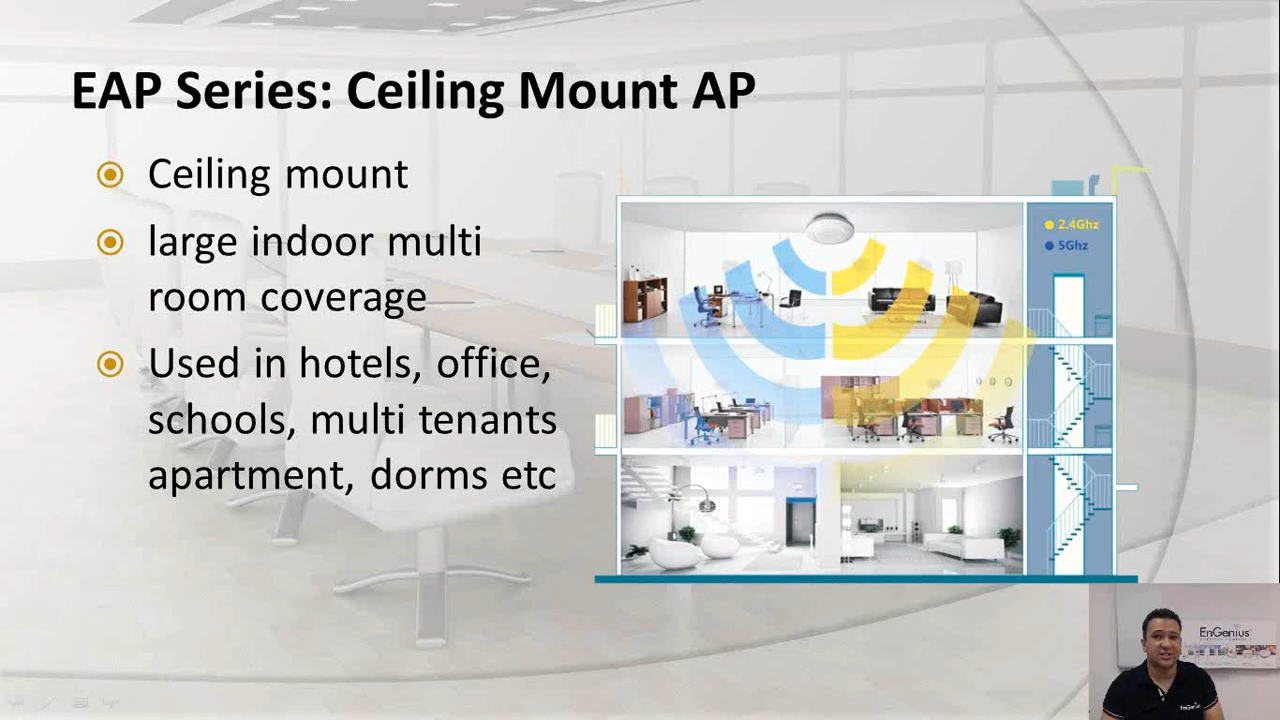 EAP Series: Ceiling Mount AP
Ceiling mount
large indoor multi
room coverage
Used in hotels, office,
schools, multi tenants
apartment, dorms etc
2.4Ghz
5Ghz
EnGenius
EnGenius